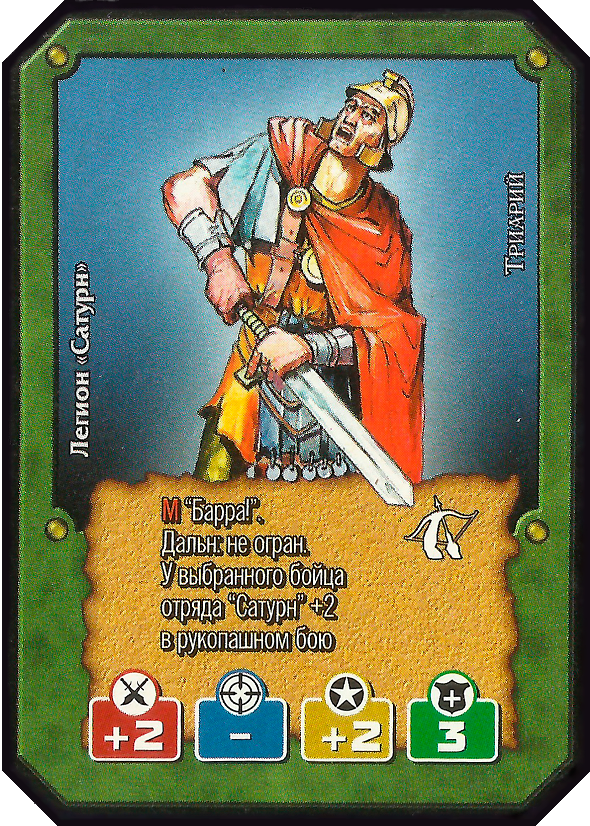 Легион «Сатурн»
Триарий
М “Барра!”.
Дальн: не огран.
У выбранного бойца
отряда “Сатурн” +2
в рукопашном бою
+2
-
+2
3